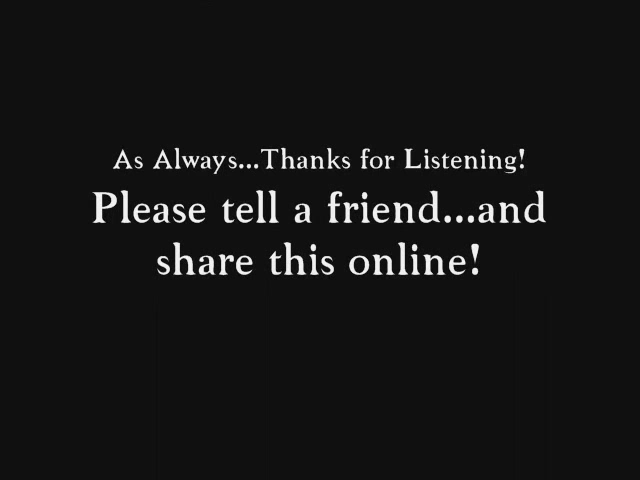 As Always...Thanks for Listening!
Please tell a friend...and
share this online!